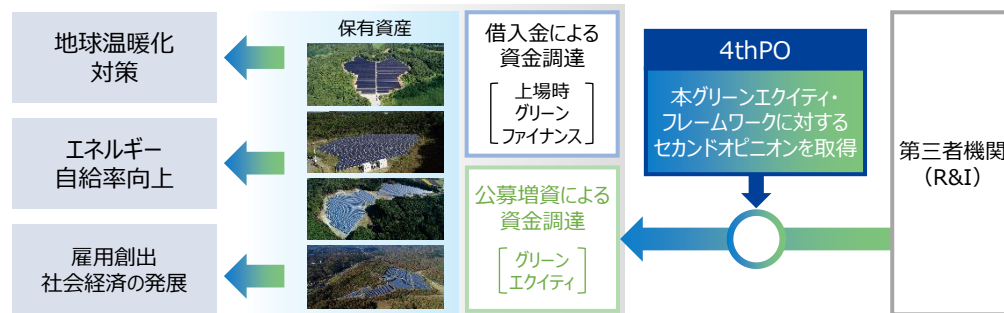 地球温暖化
対策
エネルギー
自給率向上
雇用創出
社会経済の発展
保有資産
借入金による
資金調達
上場時
グリーン
ファイナンス
公募増資による
資金調達
グリーン
エクイティ
4thPO
本グリーンエクイティ・
フレームワークに対する
セカンドオピニオンを取得
第三者機関
（R&I）